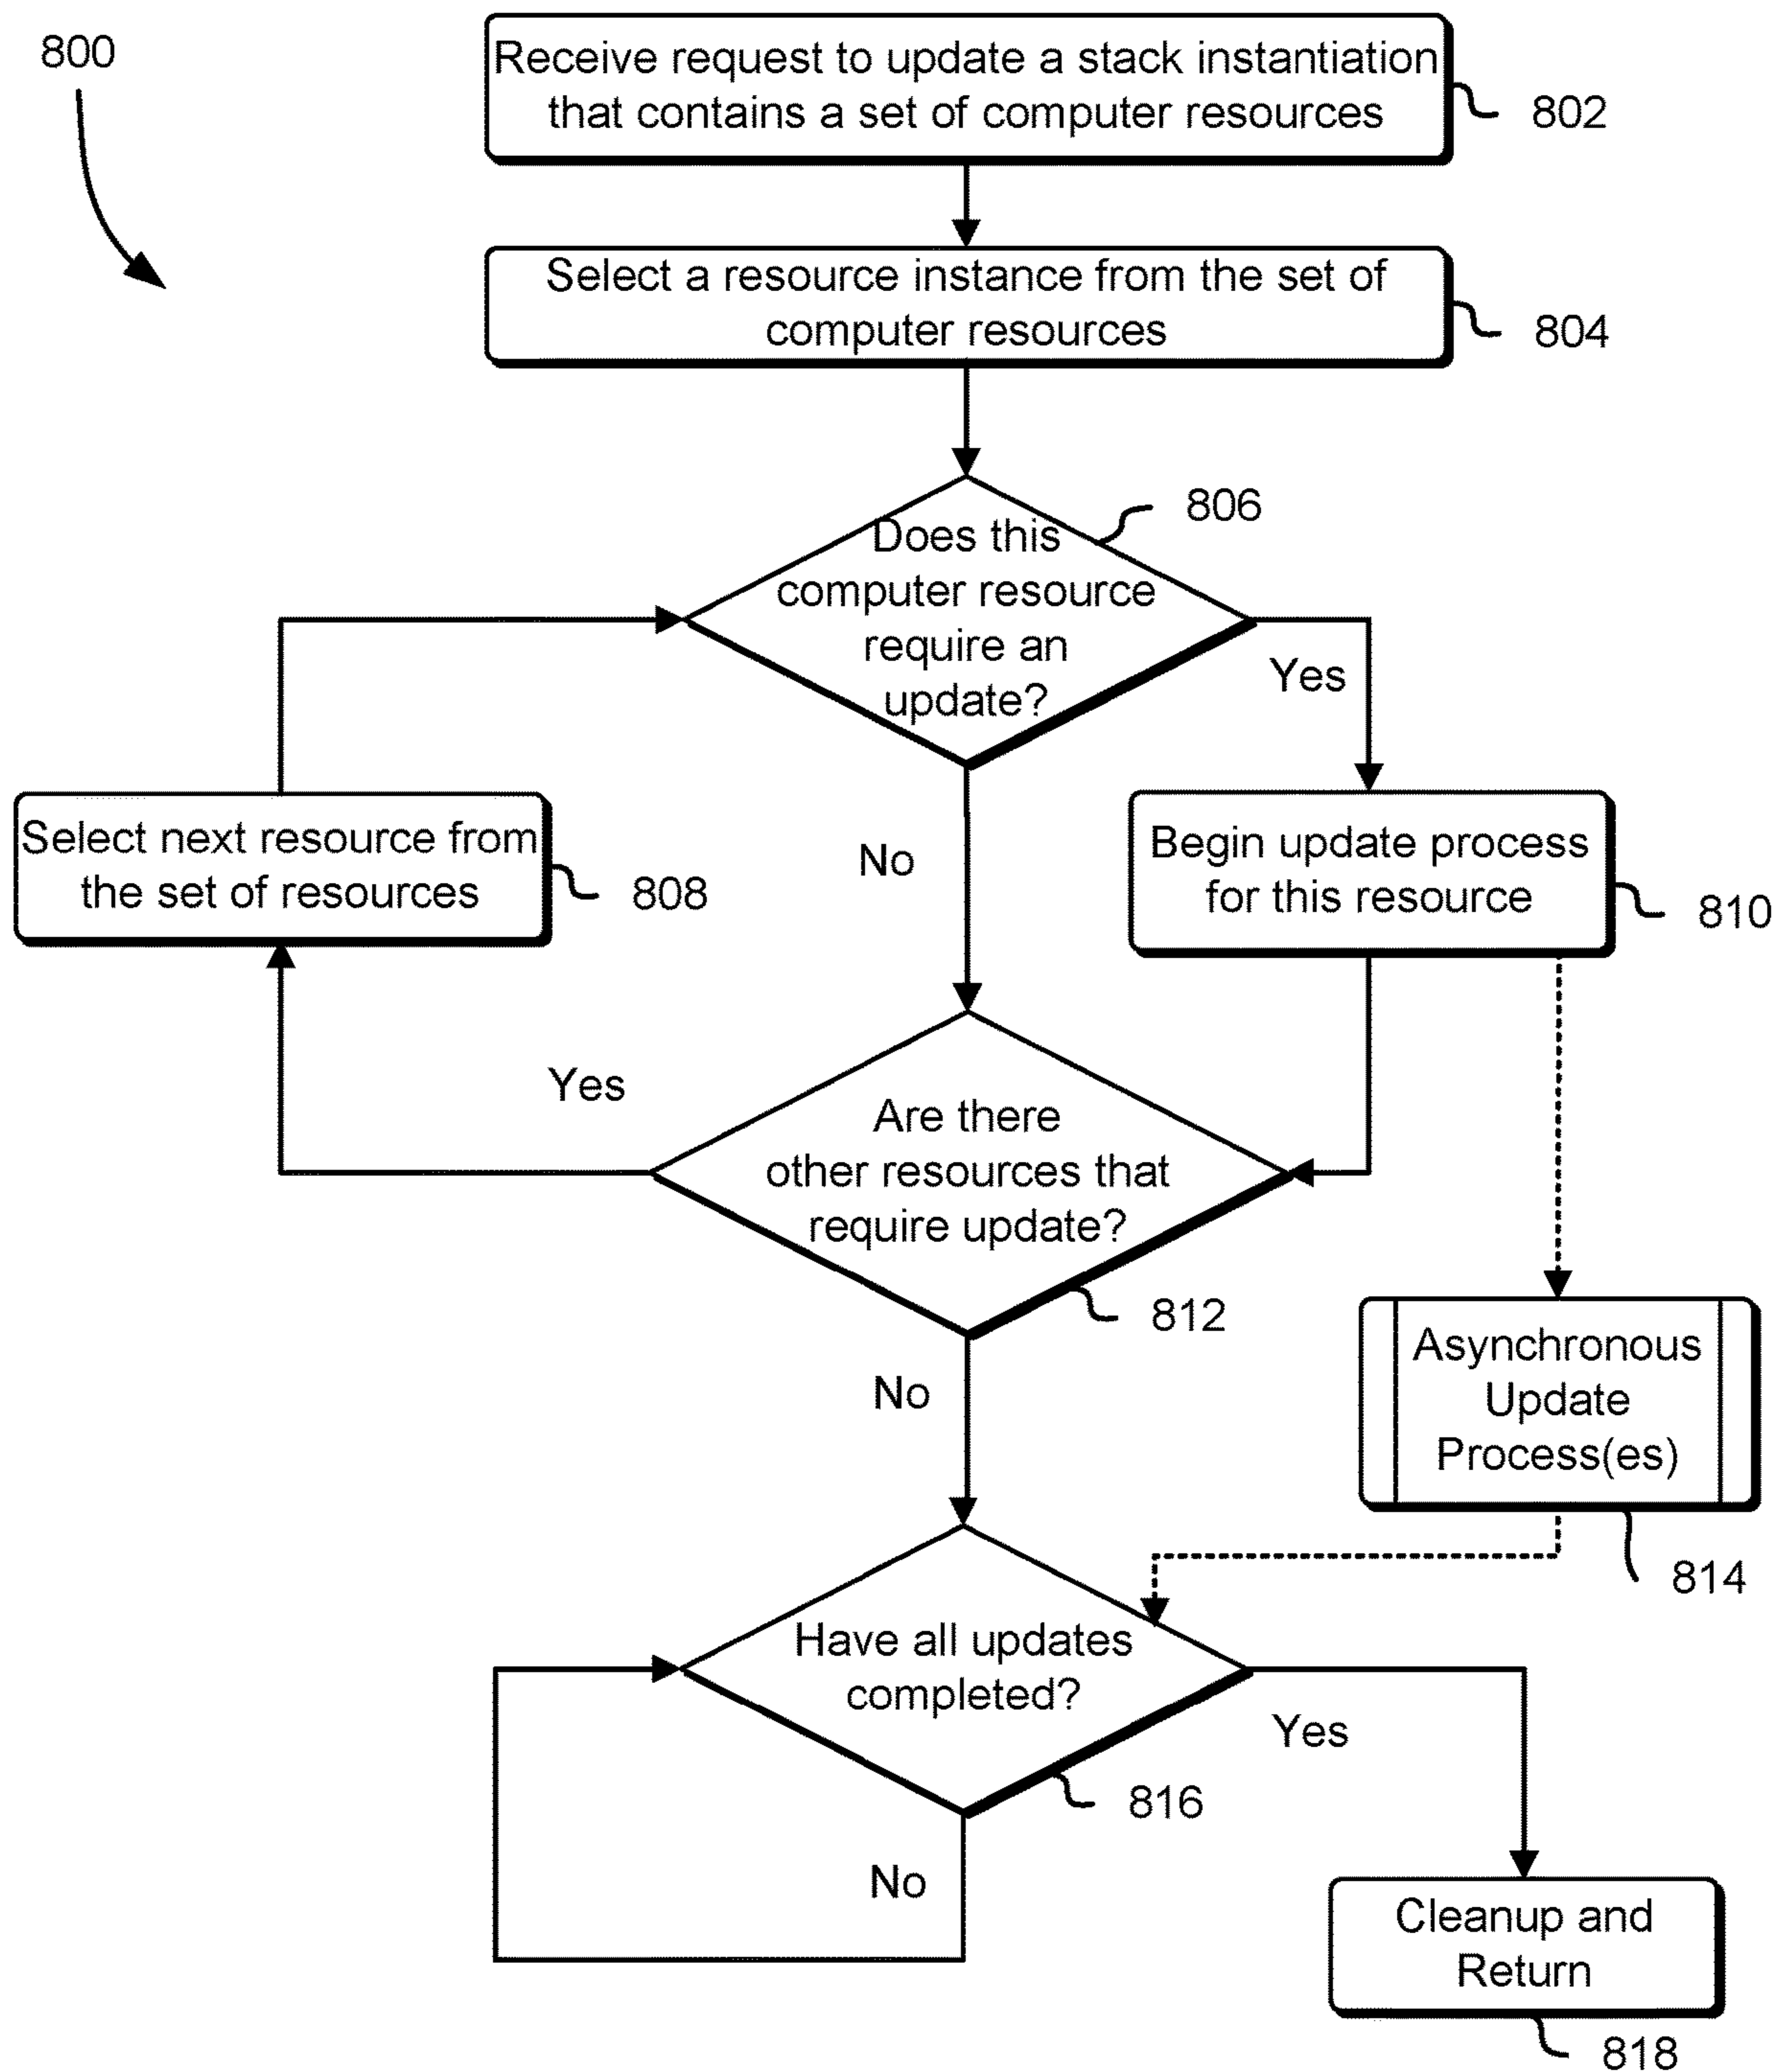 800
Receive request to update a stack instantiation
that contains a set of computer resources
802
Select a resource instance from the set of
computer resources
804
806
Does this
computer resource
require an
update?
Yes
Select next resource from
the set of resources
808
No
Begin update process
for this resource
810
Yes
Are there
other resources that
require update?
812
No
Asynchronous
Update
Process(es)
814
Have all updates
completed?
Yes
816
No
Cleanup and
Return
818